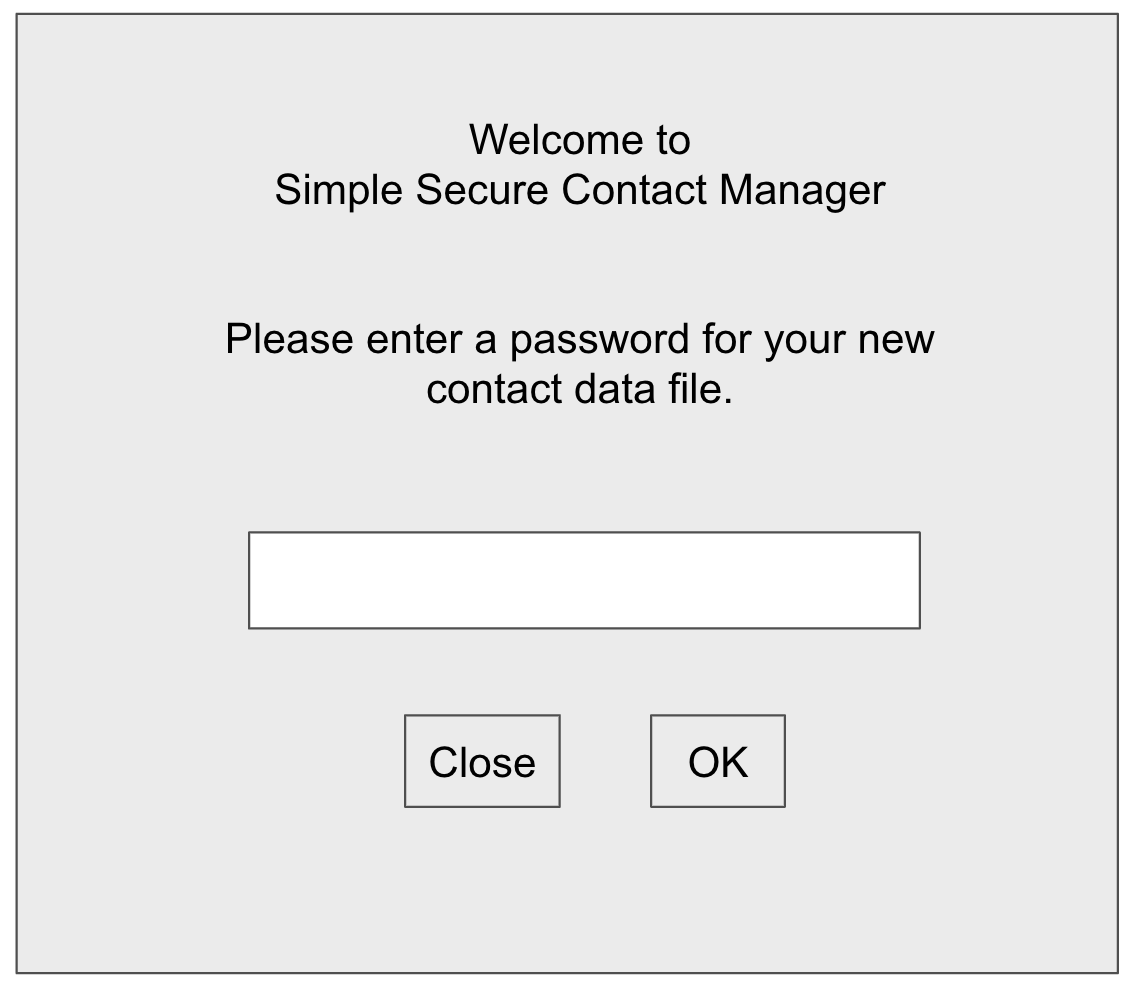 Welcome to
Simple Secure Contact Manager
Please enter a password for your new
contact data file.
Close
OK